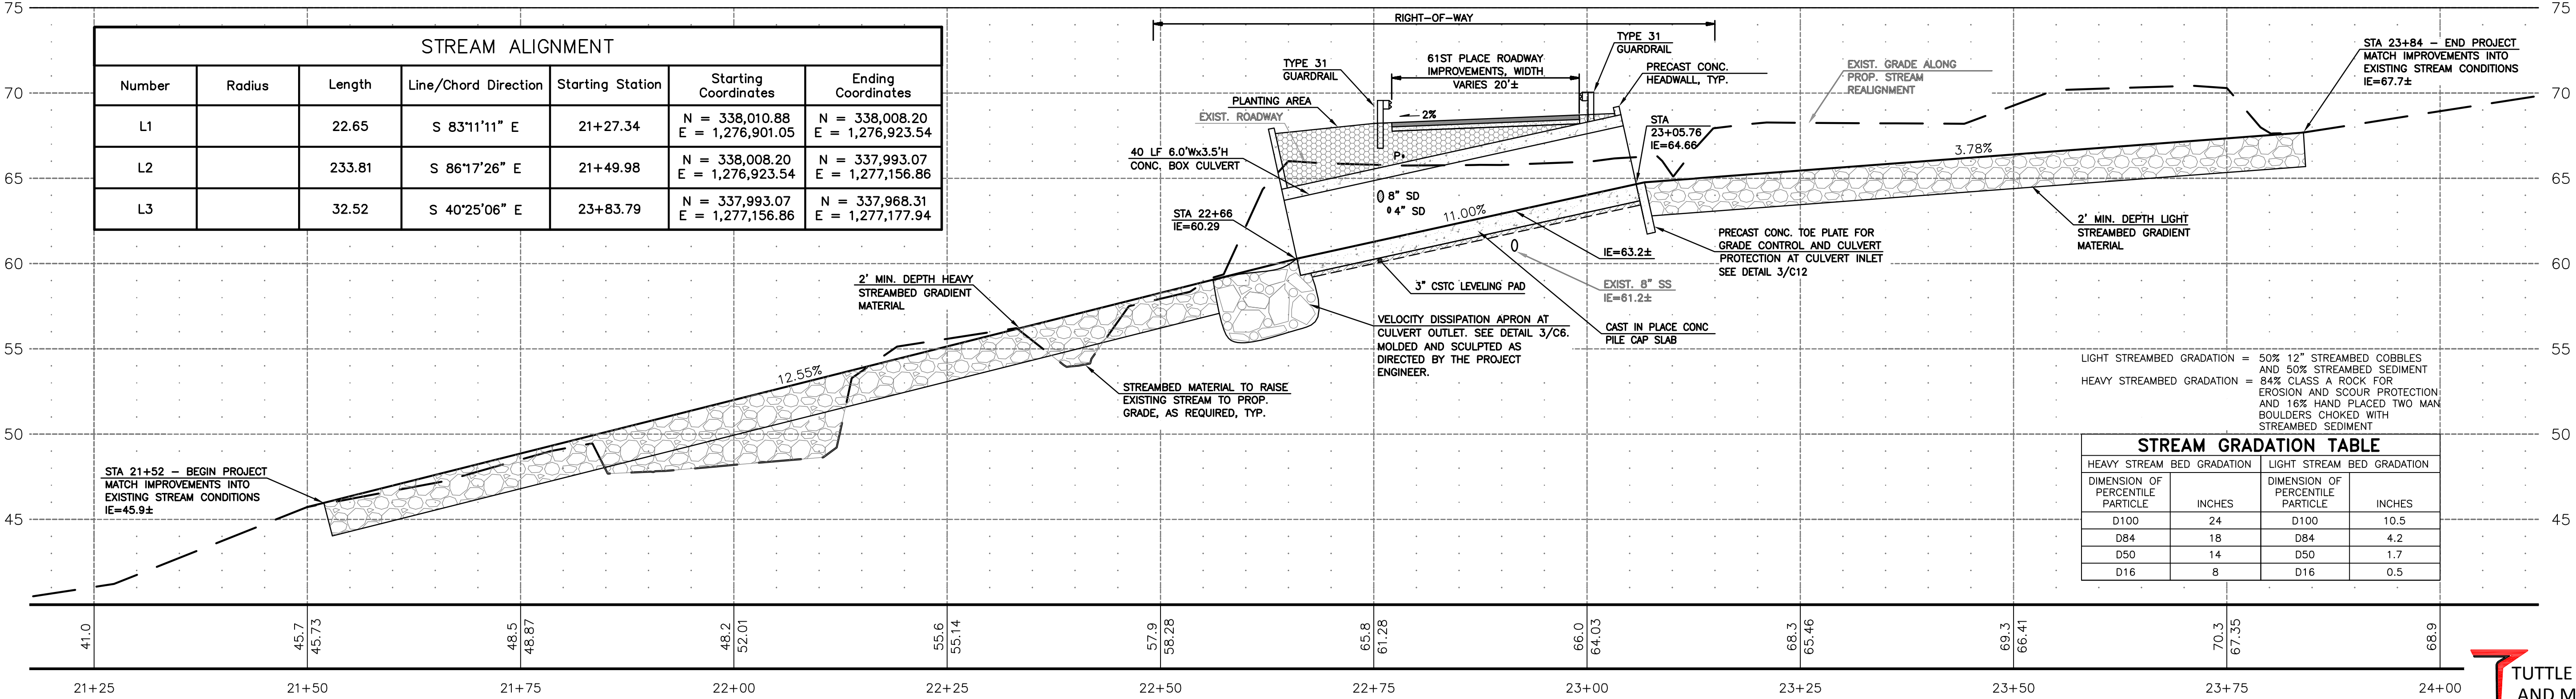 75
75
RIGHT-OF-WAY
STREAM ALIGNMENT
Number Radius Length Line/Chord Direction Starting Station Starting Coordinates Ending Coordinates
L1 22.65 S 83°11'11" E 21+27.34 N = 338,010.88 E = 1,276,901.05 N = 338,008.20 E = 1,276,923.54
L2 233.81 S 86°17'26" E 21+49.98 N = 338,008.20 E = 1,276,923.54 N = 337,993.07 E = 1,277,156.86
L3 32.52 S 40°25'06" E 23+83.79 N = 337,993.07 E = 1,277,156.86 N = 337,968.31 E = 1,277,177.94
TYPE 31
GUARDRAIL
61ST PLACE ROADWAY
IMPROVEMENTS, WIDTH
VARIES 20'±
TYPE 31
GUARDRAIL
PRECAST CONC.
HEADWALL, TYP.
EXIST. GRADE ALONG
PROP. STREAM
REALIGNMENT
STA 23+84 - END PROJECT
MATCH IMPROVEMENTS INTO
EXISTING STREAM CONDITIONS
IE=67.7±
70
70
PLANTING AREA
EXIST. ROADWAY
2%
STA
23+05.76
IE=64.66
40 LF 6.0'Wx3.5'H
CONC. BOX CULVERT
P
3.78%
65
65
8" SD
4" SD
11.00%
STA 22+66
IE=60.29
2' MIN. DEPTH LIGHT
STREAMBED GRADIENT
MATERIAL
PRECAST CONC. TOE PLATE FOR
GRADE CONTROL AND CULVERT
PROTECTION AT CULVERT INLET
SEE DETAIL 3/C12
IE=63.2±
60
60
2' MIN. DEPTH HEAVY
STREAMBED GRADIENT
MATERIAL
3" CSTC LEVELING PAD
EXIST. 8" SS
IE=61.2±
VELOCITY DISSIPATION APRON AT
CULVERT OUTLET. SEE DETAIL 3/C6.
MOLDED AND SCULPTED AS
DIRECTED BY THE PROJECT
ENGINEER.
CAST IN PLACE CONC
PILE CAP SLAB
55
55
12.55%
STREAMBED MATERIAL TO RAISE
EXISTING STREAM TO PROP.
GRADE, AS REQUIRED, TYP.
LIGHT STREAMBED GRADATION = 50% 12" STREAMBED COBBLES
AND 50% STREAMBED SEDIMENT
HEAVY STREAMBED GRADATION = 84% CLASS A ROCK FOR
EROSION AND SCOUR PROTECTION
AND 16% HAND PLACED TWO MAN
BOULDERS CHOKED WITH
STREAMBED SEDIMENT
50
50
STREAM GRADATION TABLE
HEAVY STREAM BED GRADATION LIGHT STREAM BED GRADATION
DIMENSION OF PERCENTILE PARTICLE INCHES DIMENSION OF PERCENTILE PARTICLE INCHES
D100 24 D100 10.5
D84 18 D84 4.2
D50 14 D50 1.7
D16 8 D16 0.5
STA 21+52 - BEGIN PROJECT
MATCH IMPROVEMENTS INTO
EXISTING STREAM CONDITIONS
IE=45.9±
45
45
41.0
45.7
45.73
48.5
48.87
48.2
52.01
55.6
55.14
57.9
58.28
65.8
61.28
66.0
64.03
68.3
65.46
69.3
66.41
70.3
67.35
68.9
21+25 21+50 21+75 22+00 22+25 22+50 22+75 23+00 23+25 23+50 23+75 24+00
TUTTLE
AND M